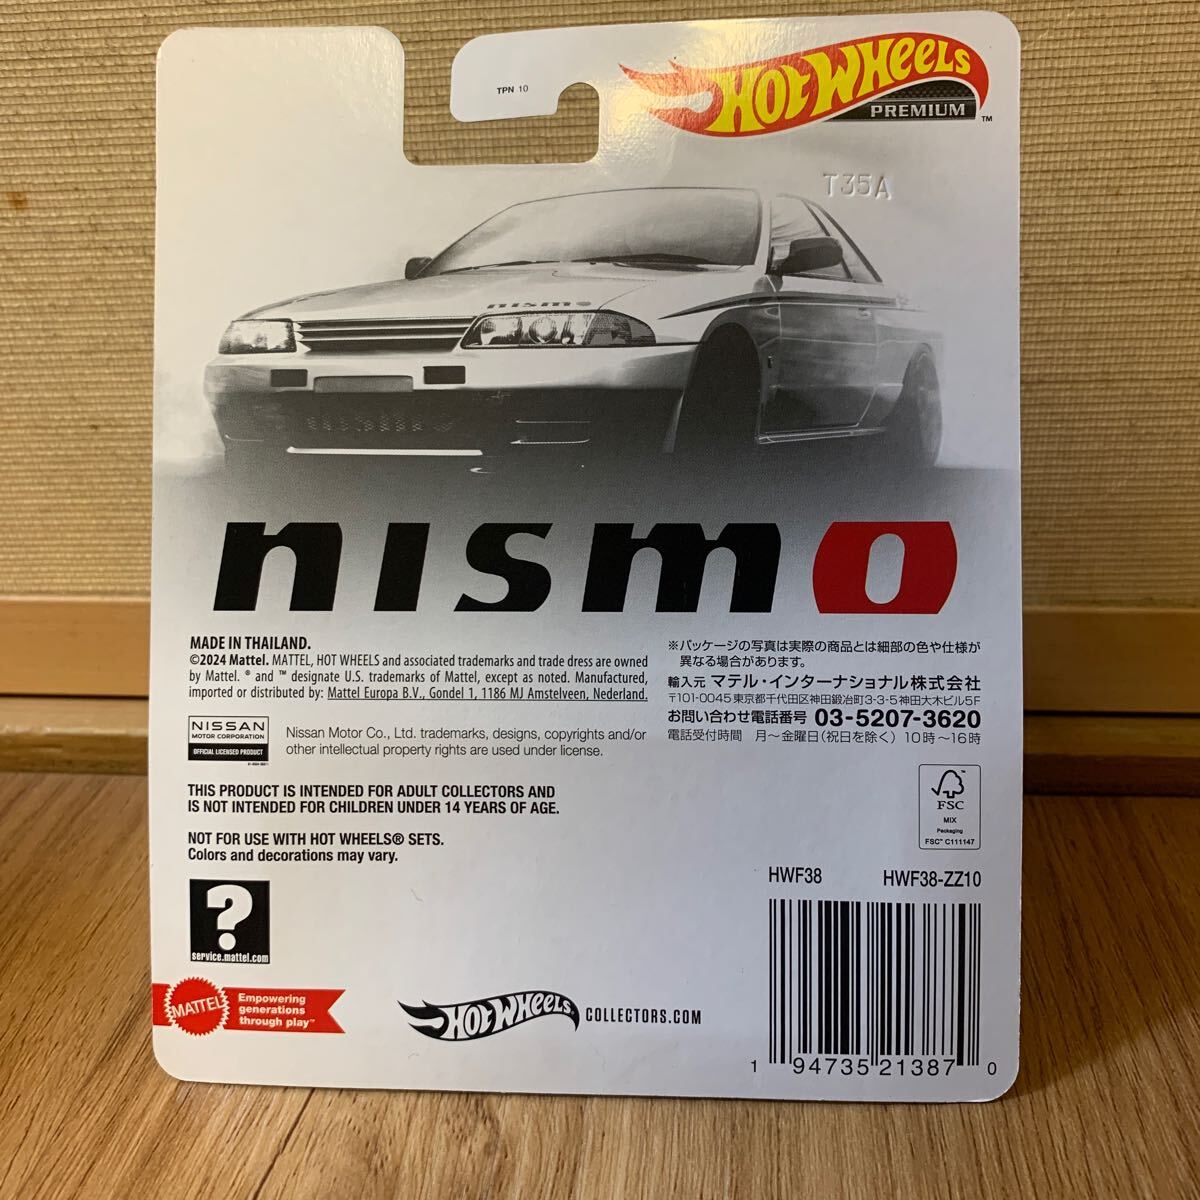 TPN 10
HOT WHEELS
PREMIUM
™
T35A
nismo
nismo
MADE IN THAILAND.
©2024 Mattel. MATTEL, HOT WHEELS and associated trademarks and trade dress are owned
by Mattel. ® and ™ designate U.S. trademarks of Mattel, except as noted. Manufactured,
imported or distributed by: Mattel Europa B.V., Gondel 1, 1186 MJ Amstelveen, Nederland.
NISSAN
MOTOR CORPORATION
OFFICIAL LICENSED PRODUCT
Nissan Motor Co., Ltd. trademarks, designs, copyrights and/or
other intellectual property rights are used under license.
THIS PRODUCT IS INTENDED FOR ADULT COLLECTORS AND
IS NOT INTENDED FOR CHILDREN UNDER 14 YEARS OF AGE.
NOT FOR USE WITH HOT WHEELS® SETS.
Colors and decorations may vary.
?
service.mattel.com
MATTEL
Empowering
generations
through play™
HOT WHEELS
COLLECTORS.COM
※パッケージの写真は実際の商品とは細部の色や仕様が
異なる場合があります。
輸入元 マテル・インターナショナル株式会社
〒101-0045 東京都千代田区神田鍛冶町3-3-5神田大木ビル5F
お問い合わせ電話番号 03-5207-3620
電話受付時間 月〜金曜日(祝日を除く) 10時〜16時
FSC
MIX
Packaging
FSC™ C111147
HWF38 HWF38-ZZ10
1 94735 21387 0